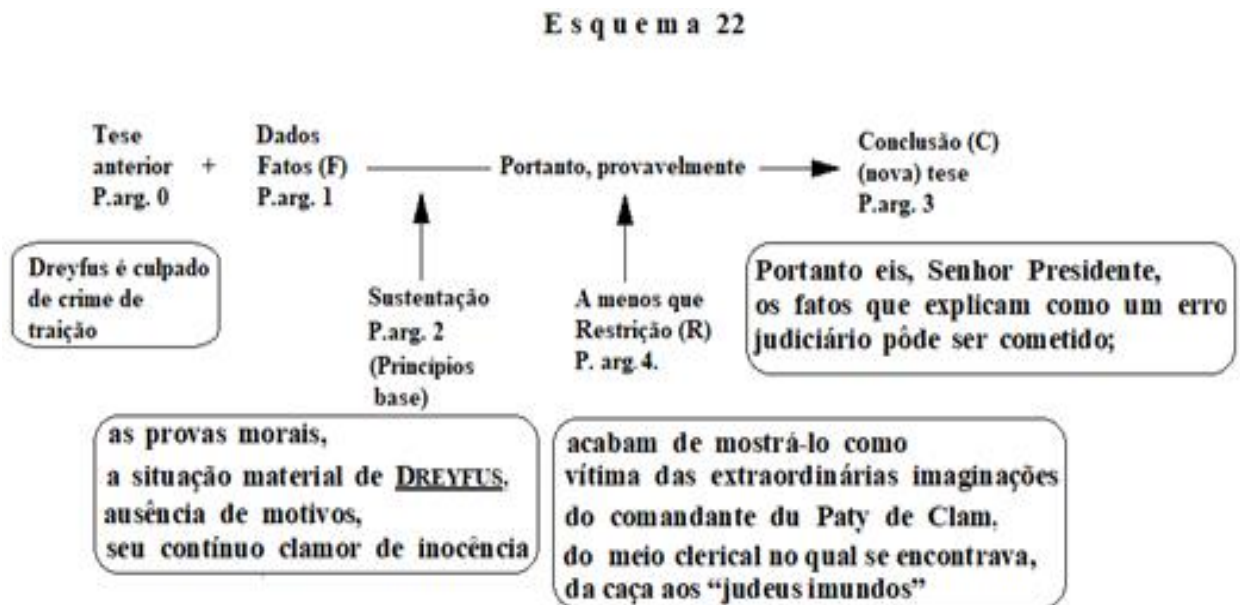 Esquema 22
Tese
anterior +
P.arg. 0
Dados
Fatos (F)
P.arg. 1
Portanto, provavelmente
Conclusão (C)
(nova) tese
P.arg. 3
Dreyfus é culpado
de crime de
traição
Sustentação
P.arg. 2
(Princípios
base)
A menos que
Restrição (R)
P. arg. 4.
Portanto eis, Senhor Presidente,
os fatos que explicam como um erro
judiciário pôde ser cometido;
as provas morais,
a situação material de DREYFUS,
ausência de motivos,
seu contínuo clamor de inocência
acabam de mostrá-lo como
vítima das extraordinárias imaginações
do comandante du Paty de Clam,
do meio clerical no qual se encontrava,
da caça aos “judeus imundos”